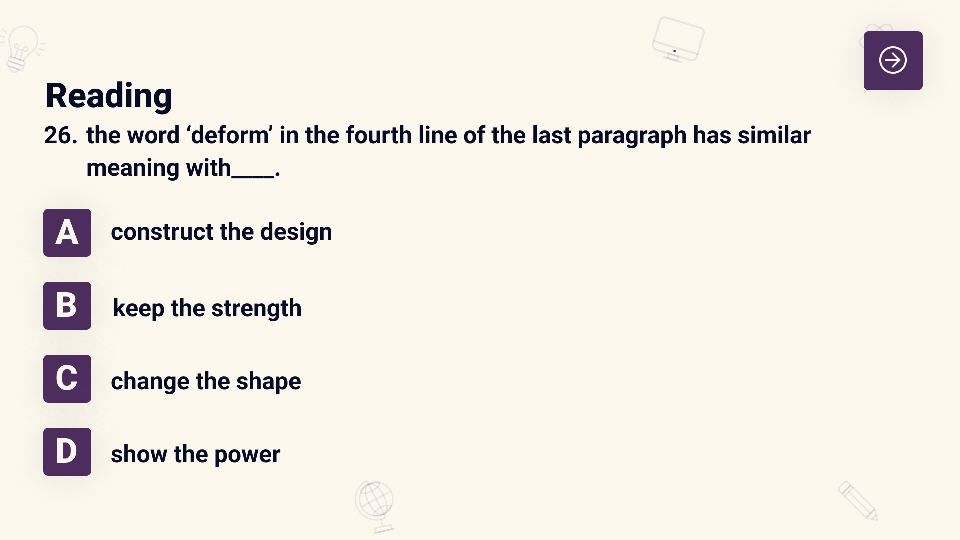 Reading
26. the word ‘deform’ in the fourth line of the last paragraph has similar
meaning with____.
A construct the design
B keep the strength
C change the shape
D show the power